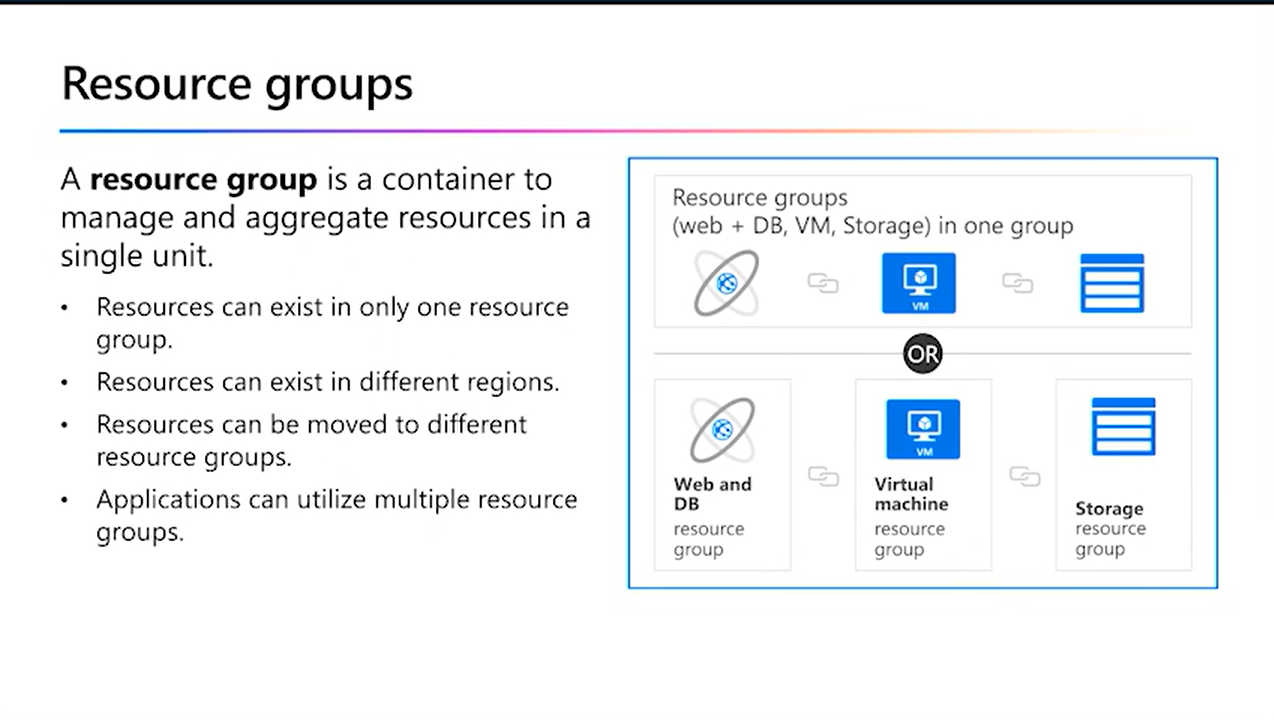 Resource groups
A resource group is a container to
manage and aggregate resources in a
single unit.
• Resources can exist in only one resource
group.
• Resources can exist in different regions.
• Resources can be moved to different
resource groups.
• Applications can utilize multiple resource
groups.
Resource groups
(web + DB, VM, Storage) in one group
VM
OR
VM
Web and
DB
resource
group
Virtual
machine
resource
group
Storage
resource
group